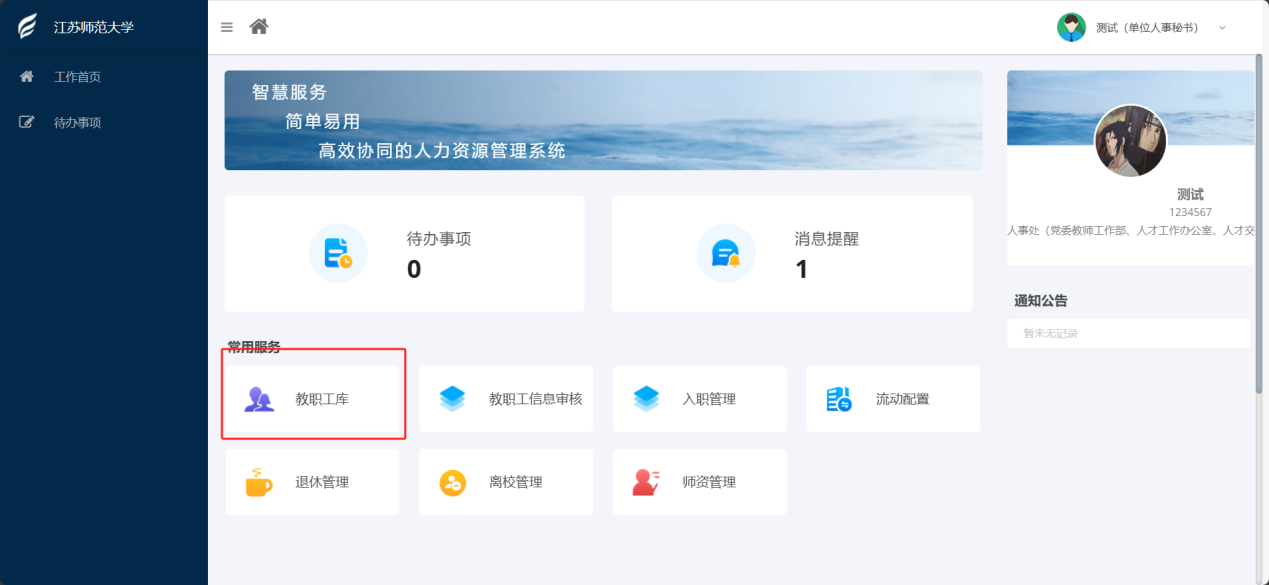 江苏师范大学
测试（单位人事秘书）
工作首页
待办事项
智慧服务
简单易用
高效协同的人力资源管理系统
待办事项
0
消息提醒
1
测试
1234567
人事处（党委教师工作部、人才工作办公室、人才交
通知公告
暂未无记录
常用服务
教职工库
教职工信息审核
入职管理
流动配置
退休管理
离校管理
师资管理